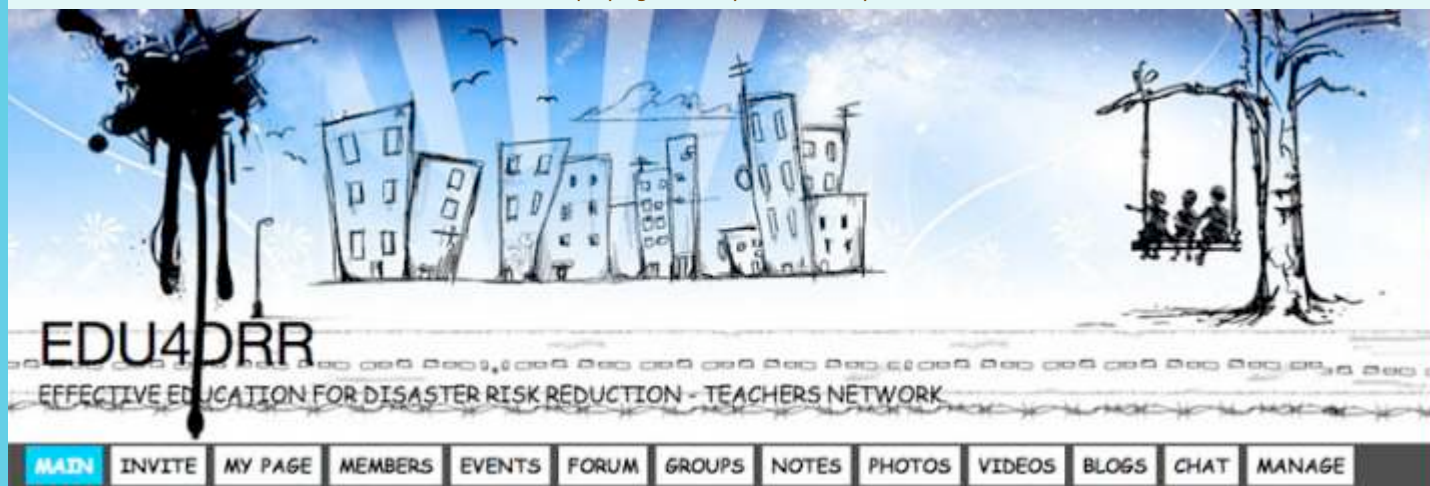 EDU4DRR
EFFECTIVE EDUCATION FOR DISASTER RISK REDUCTION - TEACHERS NETWORK
MAIN INVITE MY PAGE MEMBERS EVENTS FORUM GROUPS NOTES PHOTOS VIDEOS BLOGS CHAT MANAGE